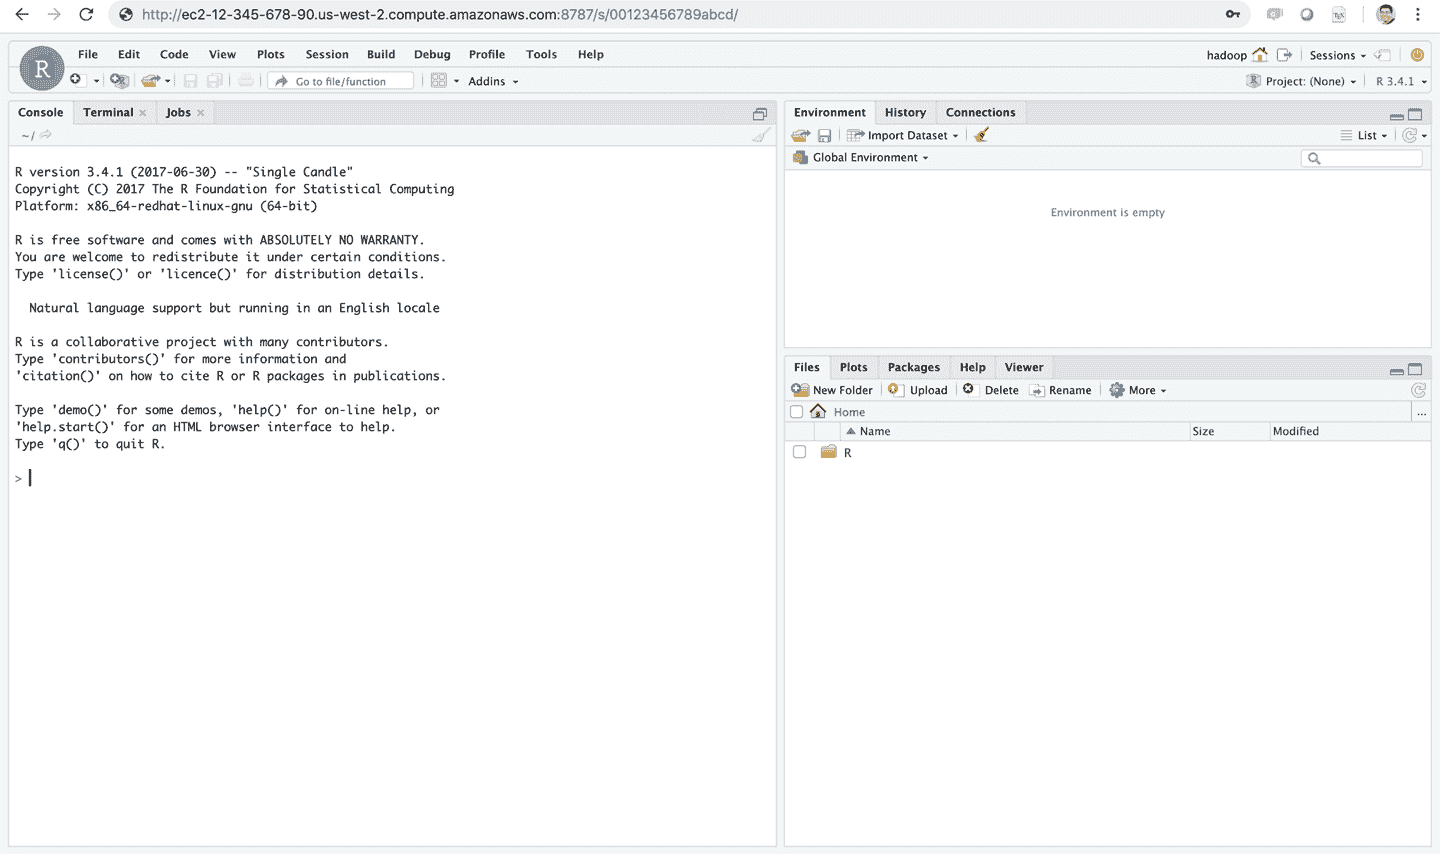 http://ec2-12-345-678-90.us-west-2.compute.amazonaws.com:8787/s/00123456789abcd/
R
File Edit Code View Plots Session Build Debug Profile Tools Help
hadoop Sessions
Go to file/function Addins
Project: (None) R 3.4.1
Console Terminal Jobs
~/
R version 3.4.1 (2017-06-30) -- "Single Candle"
Copyright (C) 2017 The R Foundation for Statistical Computing
Platform: x86_64-redhat-linux-gnu (64-bit)
R is free software and comes with ABSOLUTELY NO WARRANTY.
You are welcome to redistribute it under certain conditions.
Type 'license()' or 'licence()' for distribution details.
Natural language support but running in an English locale
R is a collaborative project with many contributors.
Type 'contributors()' for more information and
'citation()' on how to cite R or R packages in publications.
Type 'demo()' for some demos, 'help()' for on-line help, or
'help.start()' for an HTML browser interface to help.
Type 'q()' to quit R.
>
Environment History Connections
Import Dataset List
Global Environment
Environment is empty
Files Plots Packages Help Viewer
New Folder Upload Delete Rename More
Home ...
Name Size Modified
R